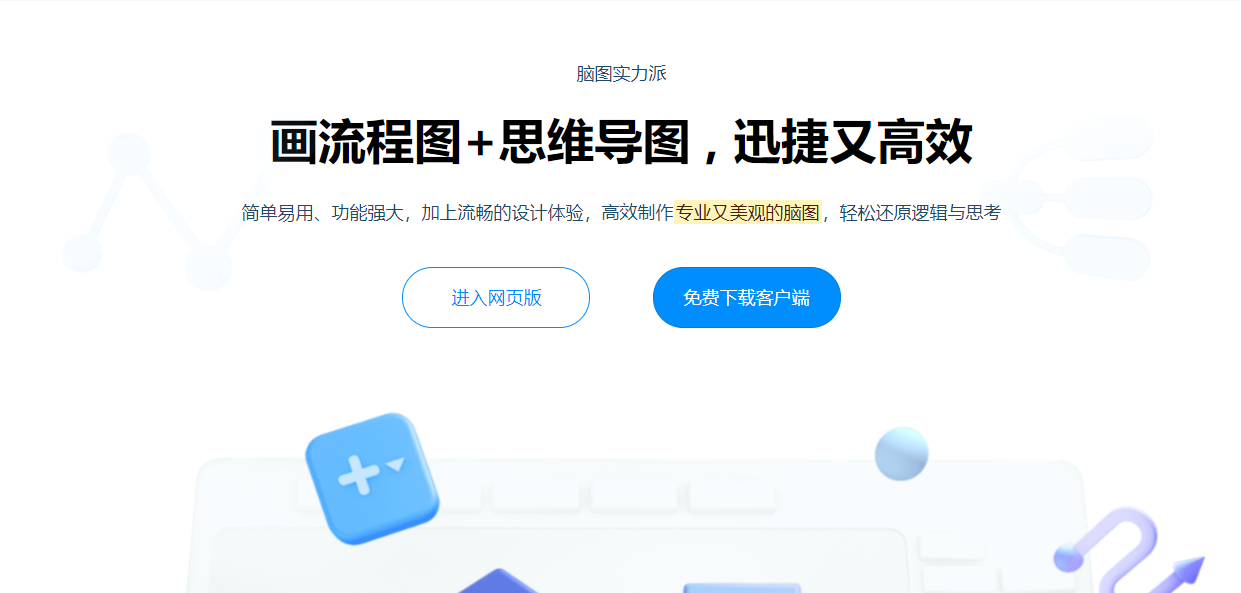 脑图实力派
画流程图+思维导图，迅捷又高效
简单易用、功能强大，加上流畅的设计体验，高效制作专业又美观的脑图，轻松还原逻辑与思考
进入网页版
免费下载客户端